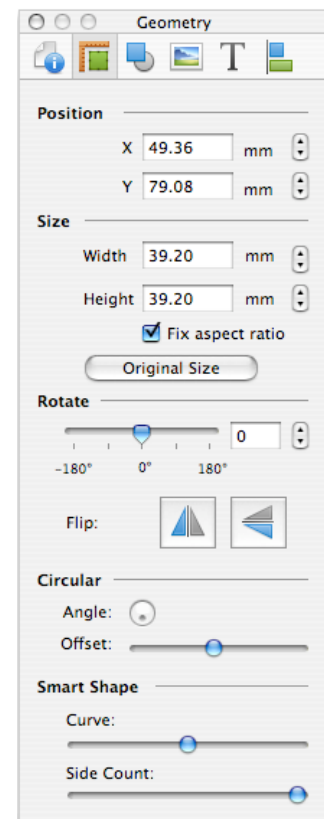 Geometry
T
Position
X 49.36 mm
Y 79.08 mm
Size
Width 39.20 mm
Height 39.20 mm
Fix aspect ratio
Original Size
Rotate
0
-180° 0° 180°
Flip:
Circular
Angle:
Offset:
Smart Shape
Curve:
Side Count: